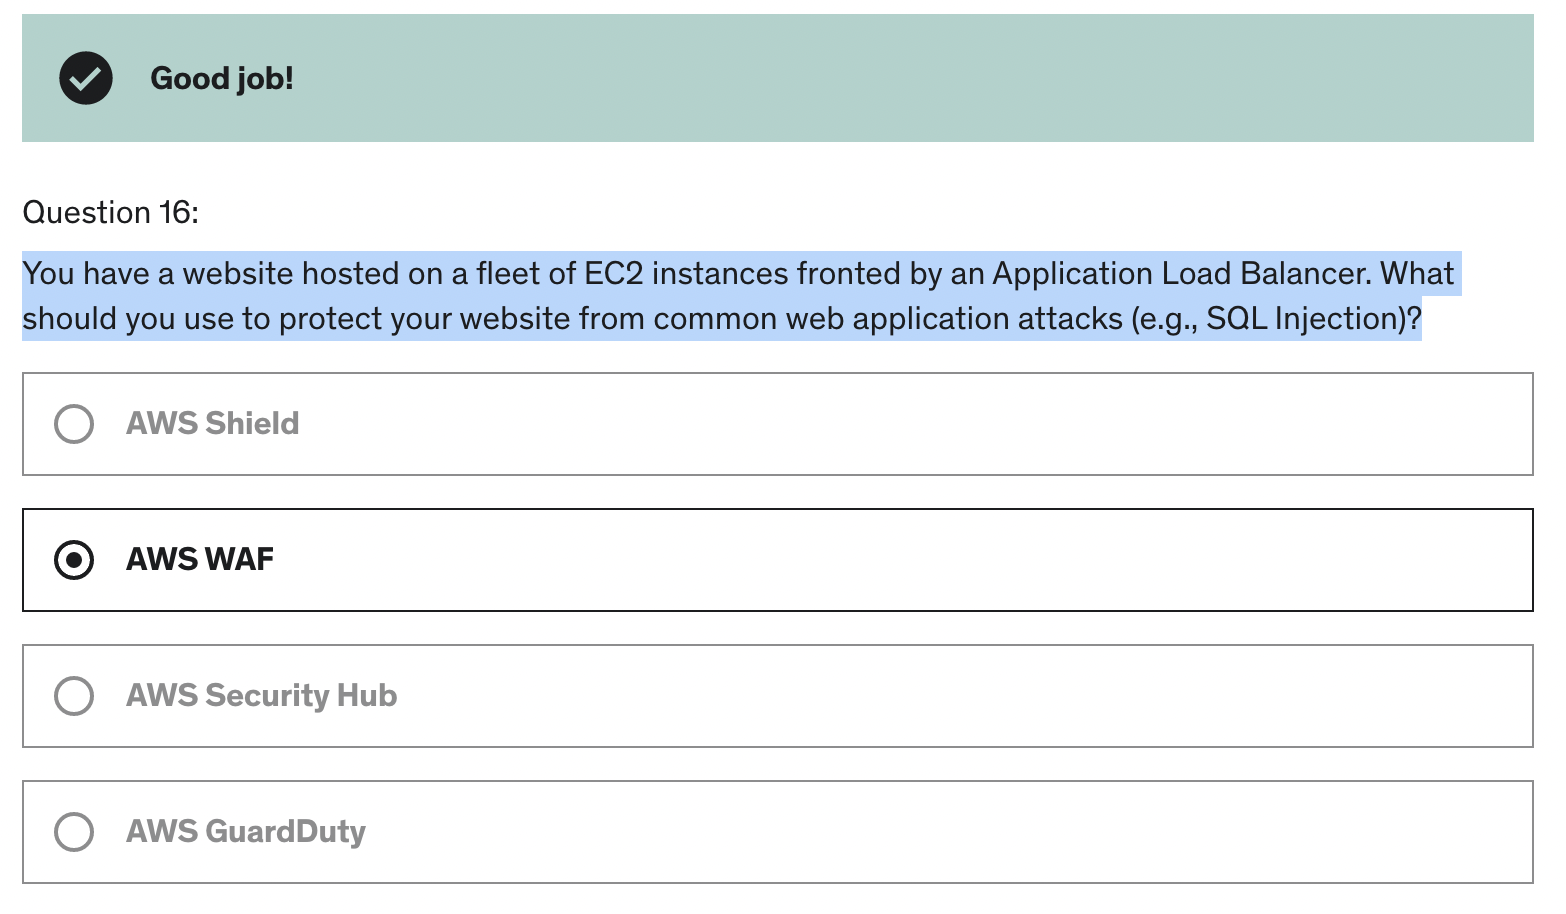 Good job!
Question 16:
You have a website hosted on a fleet of EC2 instances fronted by an Application Load Balancer. What
should you use to protect your website from common web application attacks (e.g., SQL Injection)?
AWS Shield
AWS WAF
AWS Security Hub
AWS GuardDuty